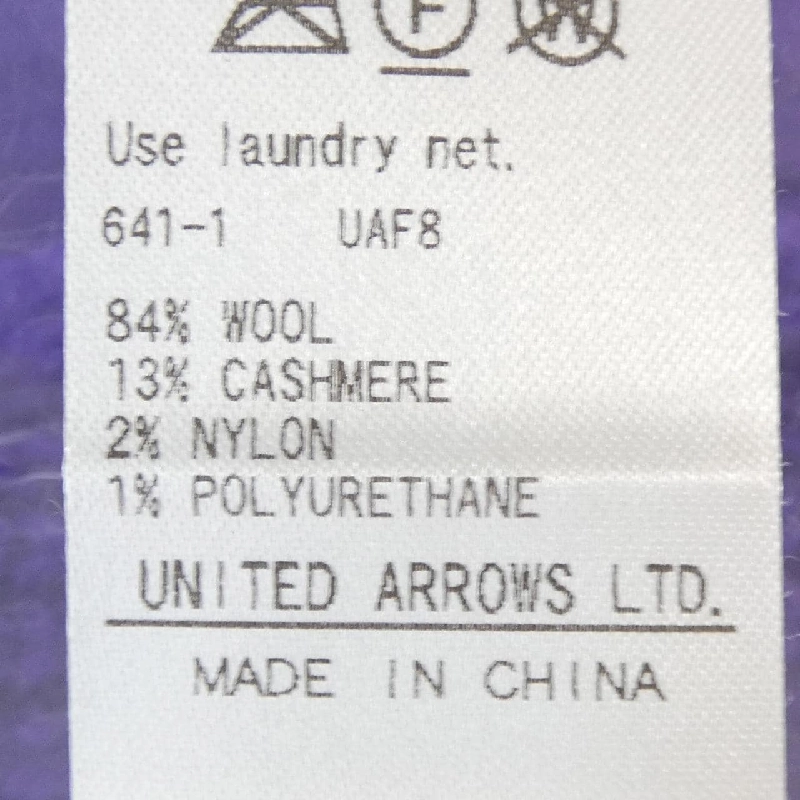 F W
Use laundry net.
641-1 UAF8
84% WOOL
13% CASHMERE
2% NYLON
1% POLYURETHANE
UNITED ARROWS LTD.
MADE IN CHINA